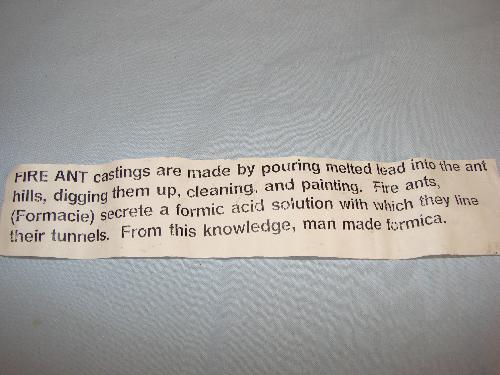 FIRE ANT castings are made by pouring melted lead into the ant
hills, digging them up, cleaning, and painting. Fire ants,
(Formacie) secrete a formic acid solution with which they line
their tunnels. From this knowledge, man made formica.